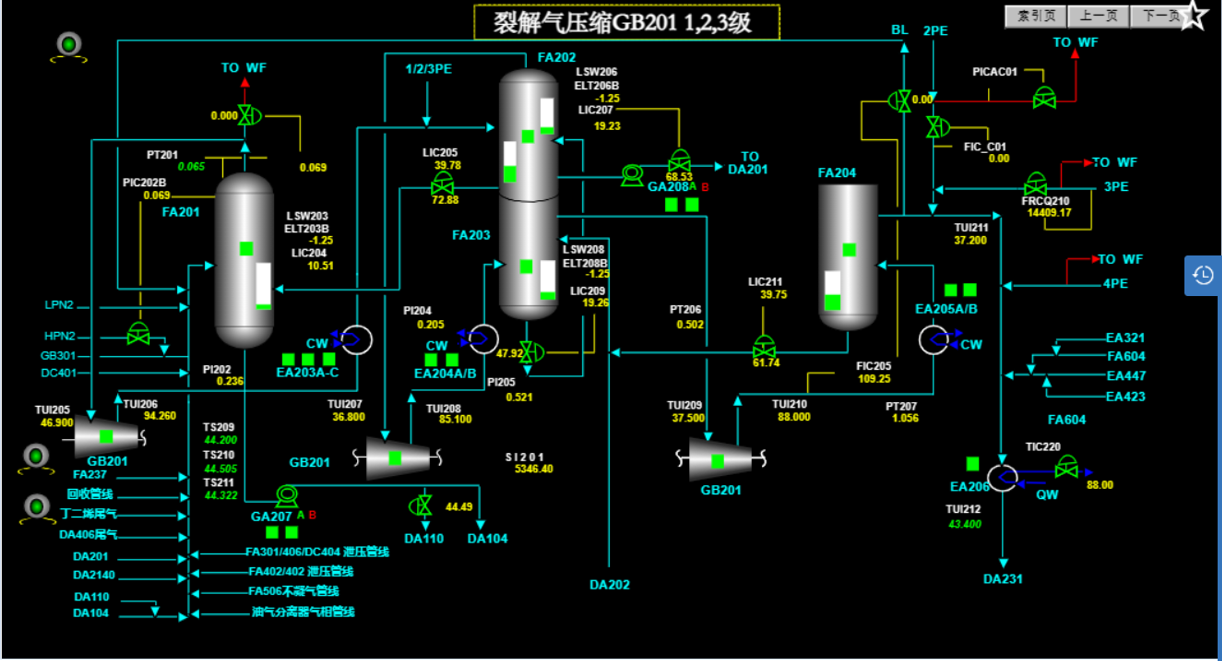 裂解气压缩GB201 1,2,3级
索引页
上一页
下一页
BL
2PE
TO WF
FA202
1/2/3PE
TO WF
LSW206
ELT206B
-1.25
LIC207
19.23
PICAC01
0.000
0.00
PT201
0.065
0.069
PIC202B
0.069
FA201
LIC205
39.78
72.88
68.53
TO
DA201
GA208A B
FA204
FIC_C01
0.00
TO WF
3PE
FRCQ210
14409.17
LSW203
ELT203B
-1.25
LIC204
10.51
FA203
LSW208
ELT208B
-1.25
LIC209
19.26
TUI211
37.200
TO WF
4PE
LPN2
HPN2
GB301
DC401
PI204
0.205
CW
EA203A-C
CW
EA204A/B
47.92
PT206
0.502
LIC211
39.75
61.74
EA205A/B
CW
EA321
FA604
EA447
EA423
FA604
PI202
0.236
PI205
0.521
FIC205
109.25
TUI205
46.900
TUI206
94.260
TUI207
36.800
TUI208
85.100
TUI209
37.500
TUI210
88.000
PT207
1.056
GB201
TS209
44.200
TS210
44.505
TS211
44.322
GB201
SI201
5346.40
GB201
TIC220
88.00
EA206
QW
TUI212
43.400
FA237
回收管线
丁二烯尾气
DA406尾气
DA201
DA2140
DA110
DA104
GA207 A B
44.49
DA110
DA104
FA301/406/DC404 泄压管线
FA402/402 泄压管线
FA506不凝气管线
油气分离器气相管线
DA202
DA231